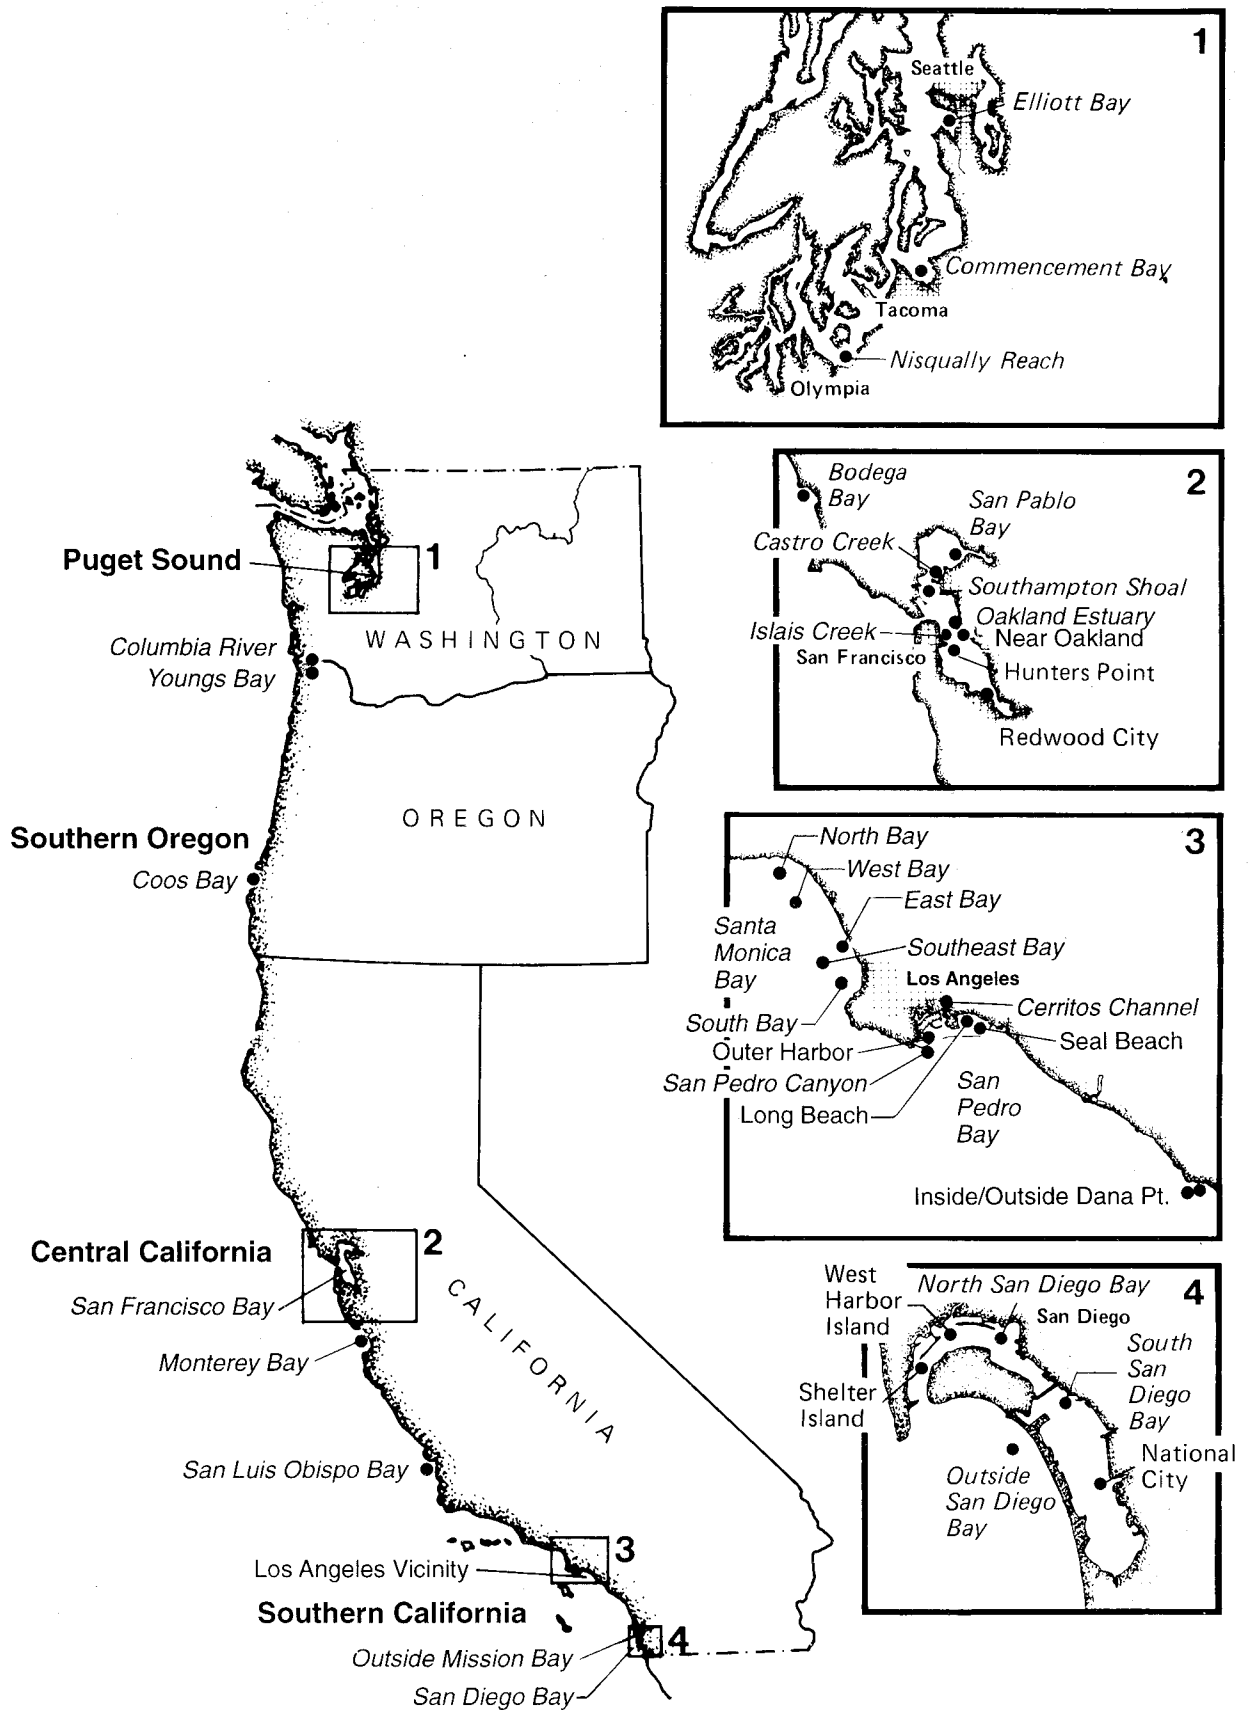 Puget Sound
1
WASHINGTON
Columbia River
Youngs Bay
OREGON
Southern Oregon
Coos Bay
Central California
2
San Francisco Bay
Monterey Bay
CALIFORNIA
San Luis Obispo Bay
3
Los Angeles Vicinity
Southern California
4
Outside Mission Bay
San Diego Bay
1
Seattle
Elliott Bay
Commencement Bay
Tacoma
Nisqually Reach
Olympia
2
Bodega
Bay
San Pablo
Bay
Castro Creek
Southampton Shoal
Oakland Estuary
Islais Creek
Near Oakland
San Francisco
Hunters Point
Redwood City
3
North Bay
West Bay
East Bay
Santa
Monica
Bay
Southeast Bay
Los Angeles
Cerritos Channel
South Bay
Outer Harbor
Seal Beach
San Pedro Canyon
Long Beach
San
Pedro
Bay
Inside/Outside Dana Pt.
4
West
Harbor
Island
North San Diego Bay
San Diego
South
San
Diego
Bay
Shelter
Island
National
City
Outside
San Diego
Bay